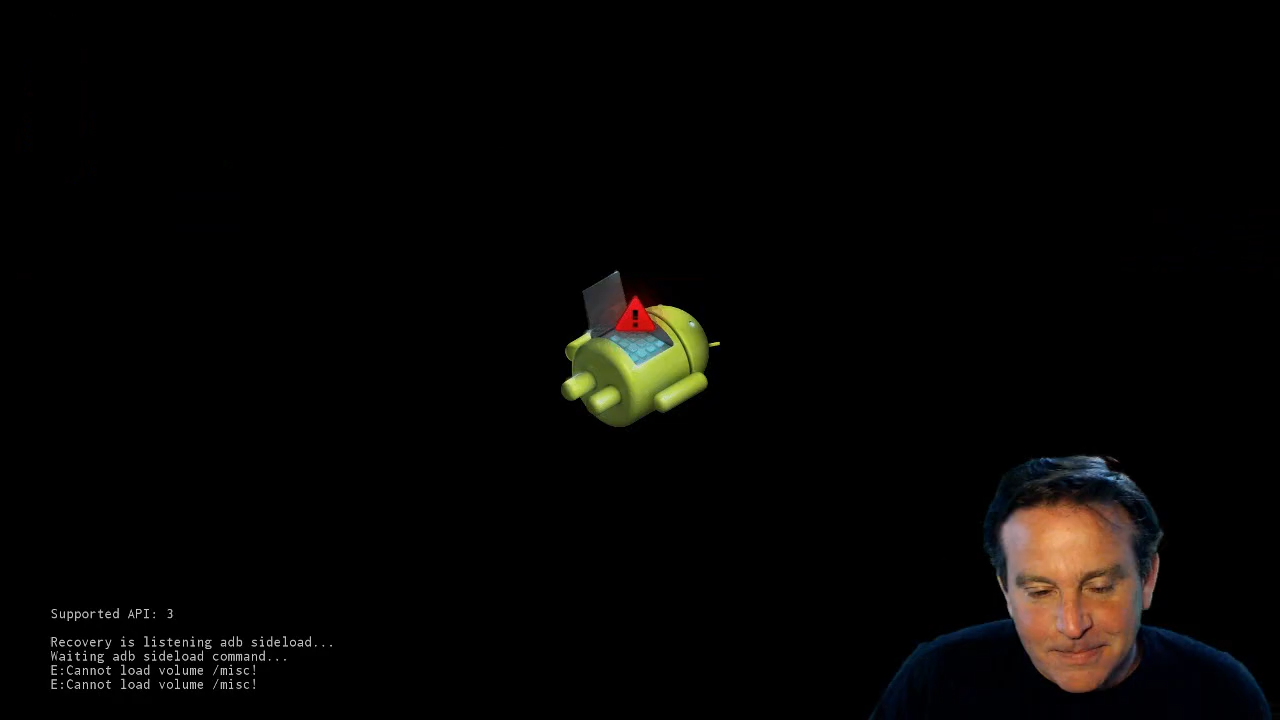 Supported API: 3
Recovery is listening adb sideload...
Waiting adb sideload command...
E:Cannot load volume /misc!
E:Cannot load volume /misc!